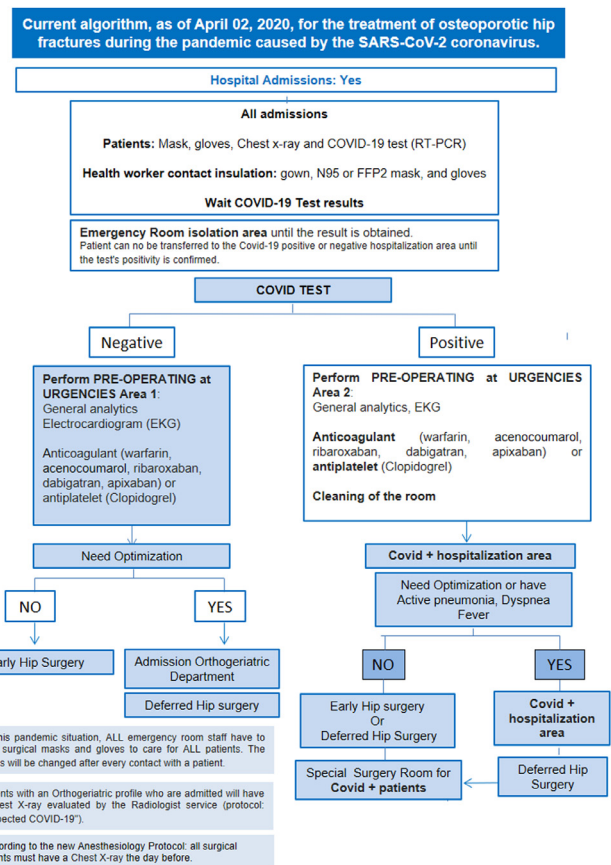 Current algorithm, as of April 02, 2020, for the treatment of osteoporotic hip
fractures during the pandemic caused by the SARS-CoV-2 coronavirus.
Hospital Admissions: Yes
All admissions
Patients: Mask, gloves, Chest x-ray and COVID-19 test (RT-PCR)
Health worker contact insulation: gown, N95 or FFP2 mask, and gloves
Wait COVID-19 Test results
Emergency Room isolation area until the result is obtained.
Patient can no be transferred to the Covid-19 positive or negative hospitalization area until
the test's positivity is confirmed.
COVID TEST
Negative
Perform PRE-OPERATING at
URGENCIES Area 1:
General analytics
Electrocardiogram (EKG)
Anticoagulant (warfarin,
acenocoumarol, ribaroxaban,
dabigatran, apixaban) or
antiplatelet (Clopidogrel)
Need Optimization
NO
YES
arly Hip Surgery
Admission Orthogeriatric
Department
Deferred Hip surgery
Positive
Perform PRE-OPERATING at URGENCIES
Area 2:
General analytics, EKG
Anticoagulant (warfarin, acenocoumarol,
ribaroxaban, dabigatran, apixaban) or
antiplatelet (Clopidogrel)
Cleaning of the room
Covid + hospitalization area
Need Optimization or have
Active pneumonia, Dyspnea
Fever
NO
YES
Early Hip surgery
Or
Deferred Hip Surgery
Covid +
hospitalization
area
Special Surgery Room for
Covid + patients
Deferred Hip
Surgery
his pandemic situation, ALL emergency room staff have to
surgical masks and gloves to care for ALL patients. The
s will be changed after every contact with a patient.
nts with an Orthogeriatric profile who are admitted will have
est X-ray evaluated by the Radiologist service (protocol:
pected COVID-19").
ording to the new Anesthesiology Protocol: all surgical
nts must have a Chest X-ray the day before.